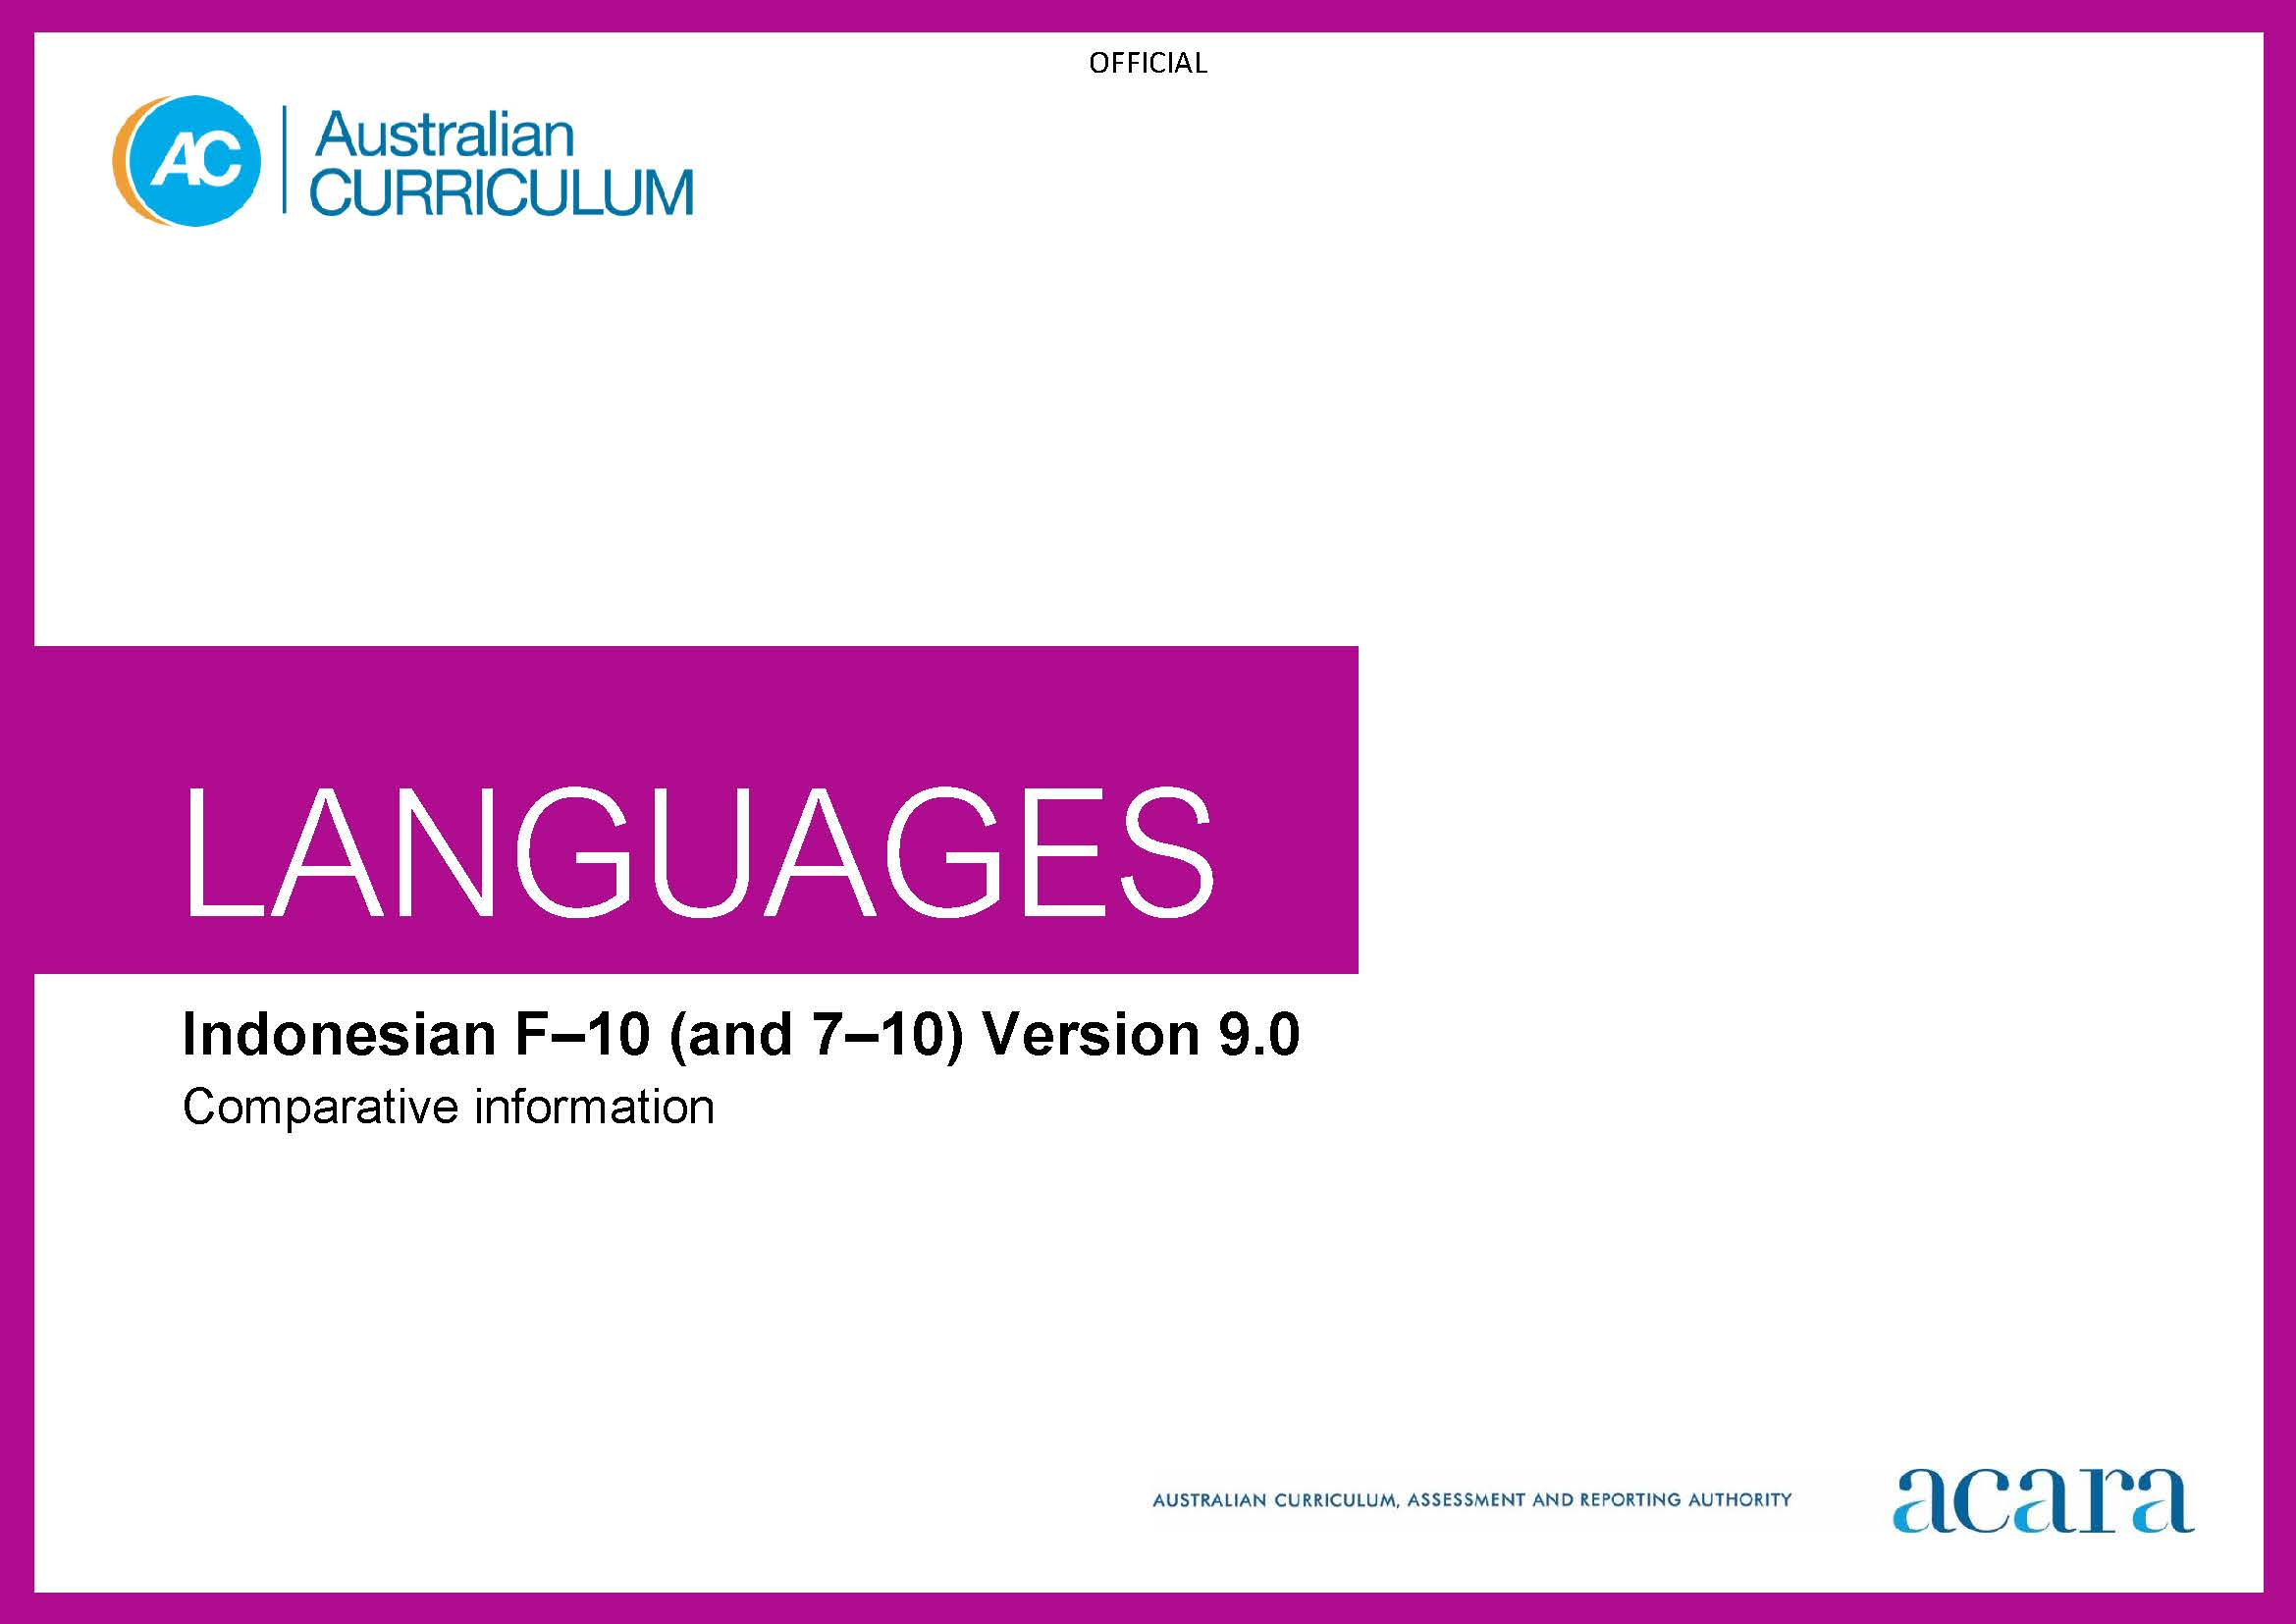 OFFICIAL
AC
Australian
CURRICULUM
LANGUAGES
Indonesian F–10 (and 7–10) Version 9.0
Comparative information
AUSTRALIAN CURRICULUM, ASSESSMENT AND REPORTING AUTHORITY
acara